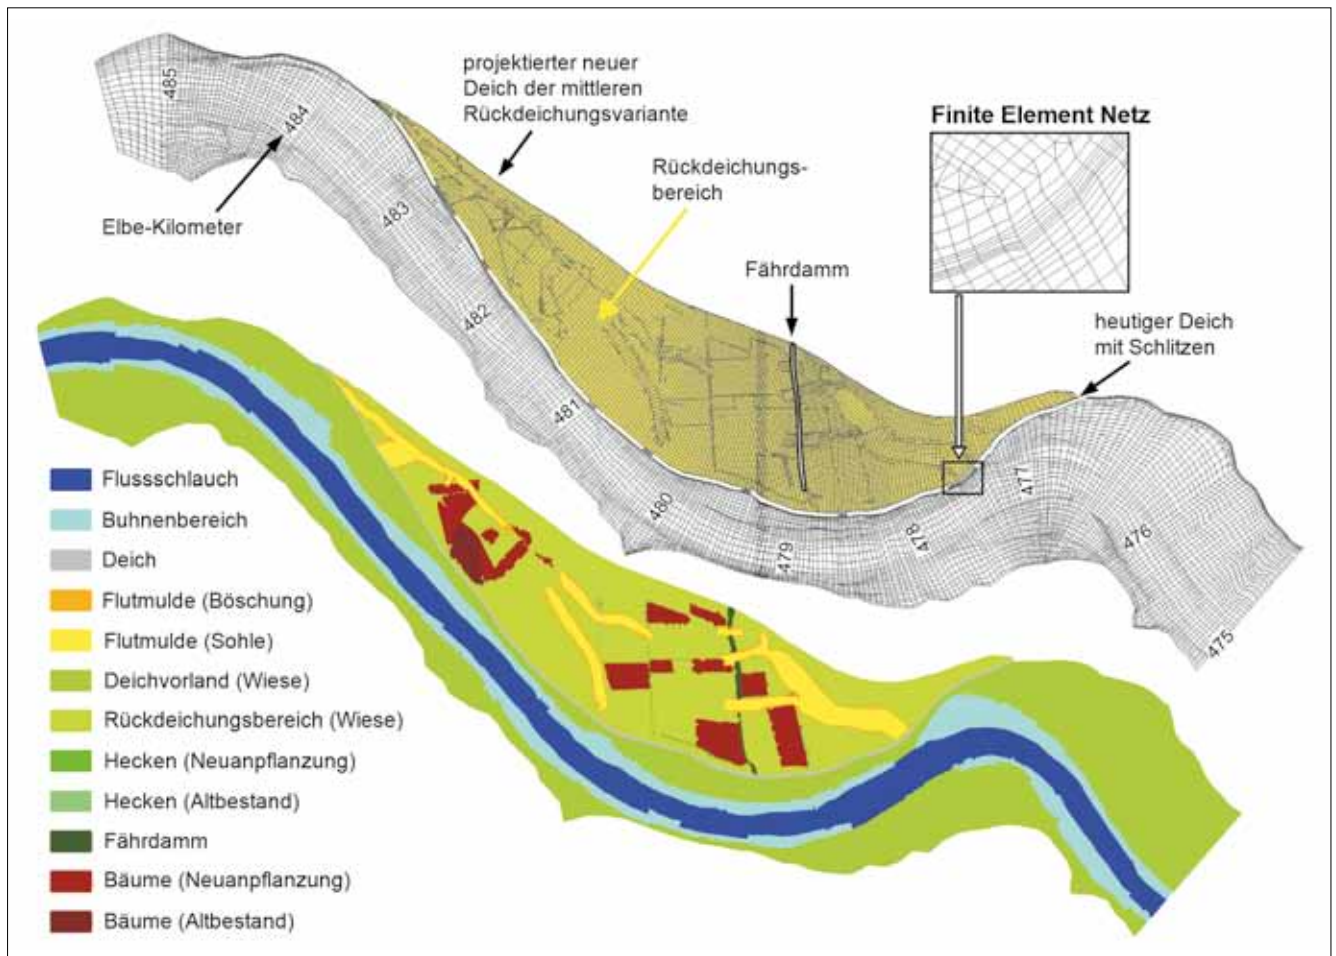 projektierter neuer
Deich der mittleren
Rückdeichungsvariante
Finite Element Netz
Rückdeichungs-
bereich
Elbe-Kilometer
Fährdamm
heutiger Deich
mit Schlitzen
485
484
483
482
481
480
479
478
477
476
475
Flussschlauch
Buhnenbereich
Deich
Flutmulde (Böschung)
Flutmulde (Sohle)
Deichvorland (Wiese)
Rückdeichungsbereich (Wiese)
Hecken (Neuanpflanzung)
Hecken (Altbestand)
Fährdamm
Bäume (Neuanpflanzung)
Bäume (Altbestand)